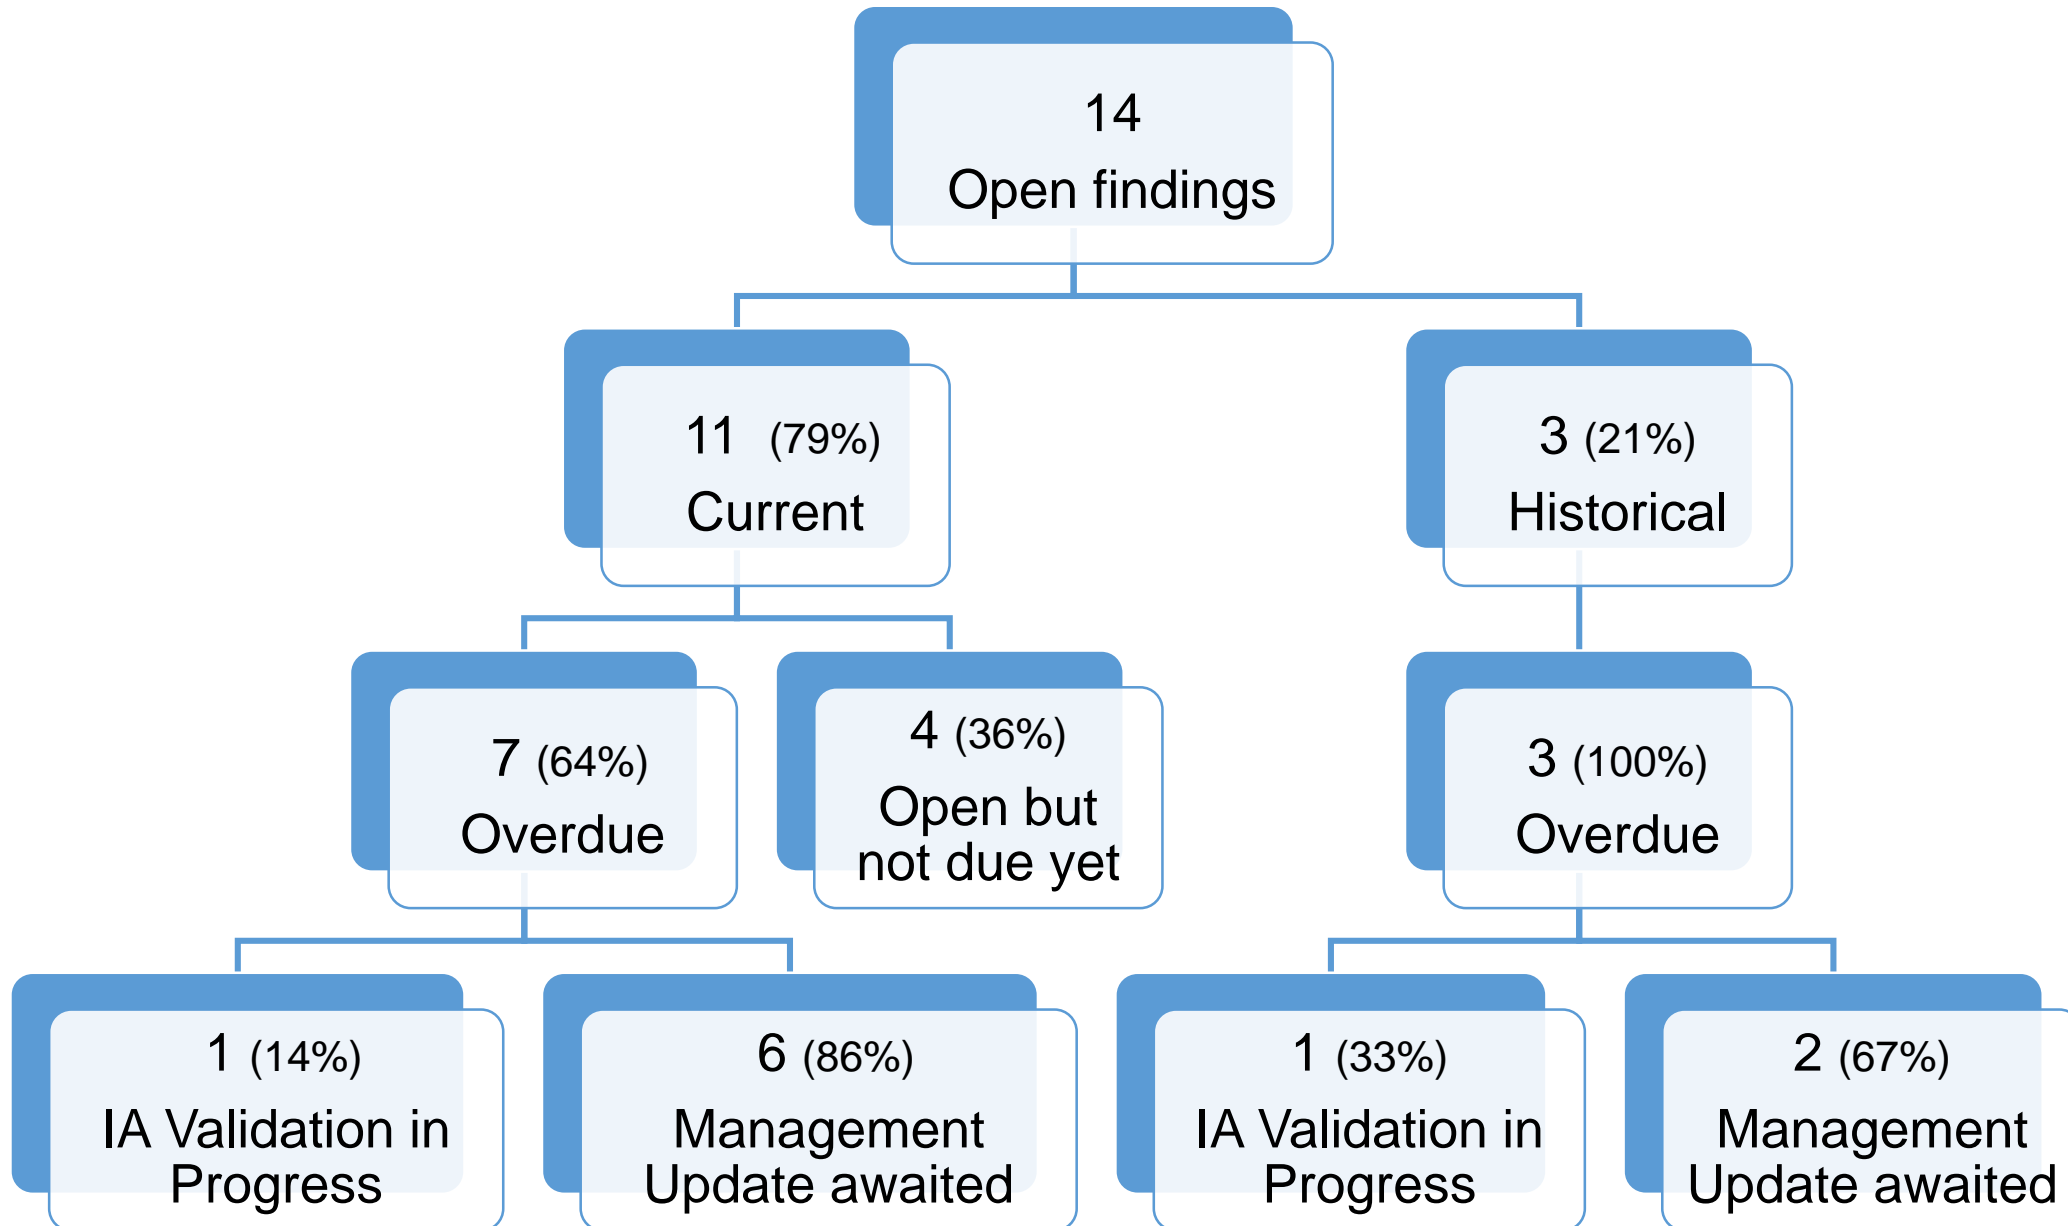 14
Open findings
11 (79%)
Current
3 (21%)
Historical
7 (64%)
Overdue
4 (36%)
Open but
not due yet
3 (100%)
Overdue
1 (14%)
IA Validation in
Progress
6 (86%)
Management
Update awaited
1 (33%)
IA Validation in
Progress
2 (67%)
Management
Update awaited